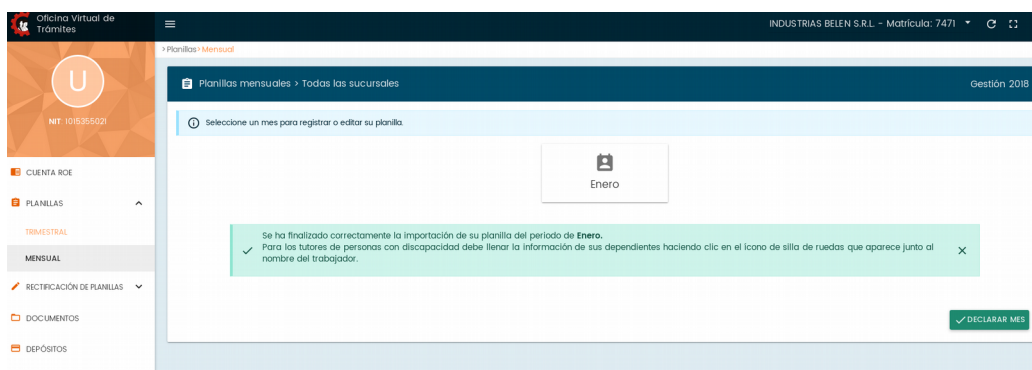 Oficina Virtual de
Trámites
INDUSTRIAS BELEN S.R.L. - Matrícula: 7471
>Planillas>Mensual
U
NIT: 1015355021
Planillas mensuales > Todas las sucursales
Gestión 2018
Seleccione un mes para registrar o editar su planilla.
Enero
CUENTA ROE
PLANILLAS
TRIMESTRAL
MENSUAL
RECTIFICACIÓN DE PLANILLAS
DOCUMENTOS
DEPÓSITOS
Se ha finalizado correctamente la importación de su planilla del periodo de Enero.
Para los tutores de personas con discapacidad debe llenar la información de sus dependientes haciendo clic en el ícono de silla de ruedas que aparece junto al
nombre del trabajador.
DECLARAR MES